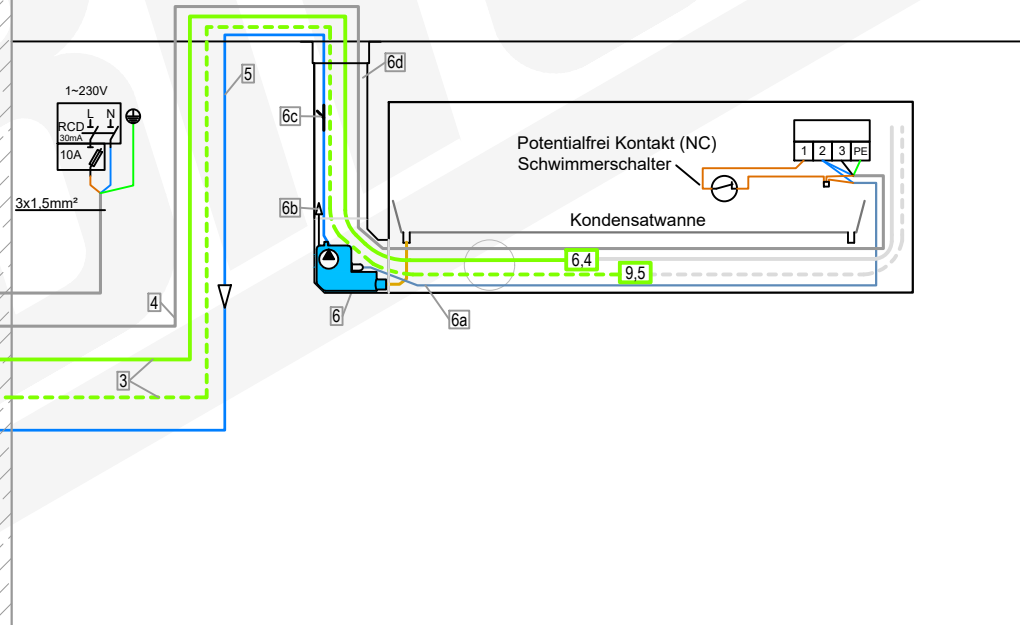 6d
5
1~230V
L N
RCD
30mA
10A
3x1,5mm²
6c
Potentialfrei Kontakt (NC)
Schwimmerschalter
1 2 3 PE
6b
Kondensatwanne
6,4
9,5
4
6
6a
3